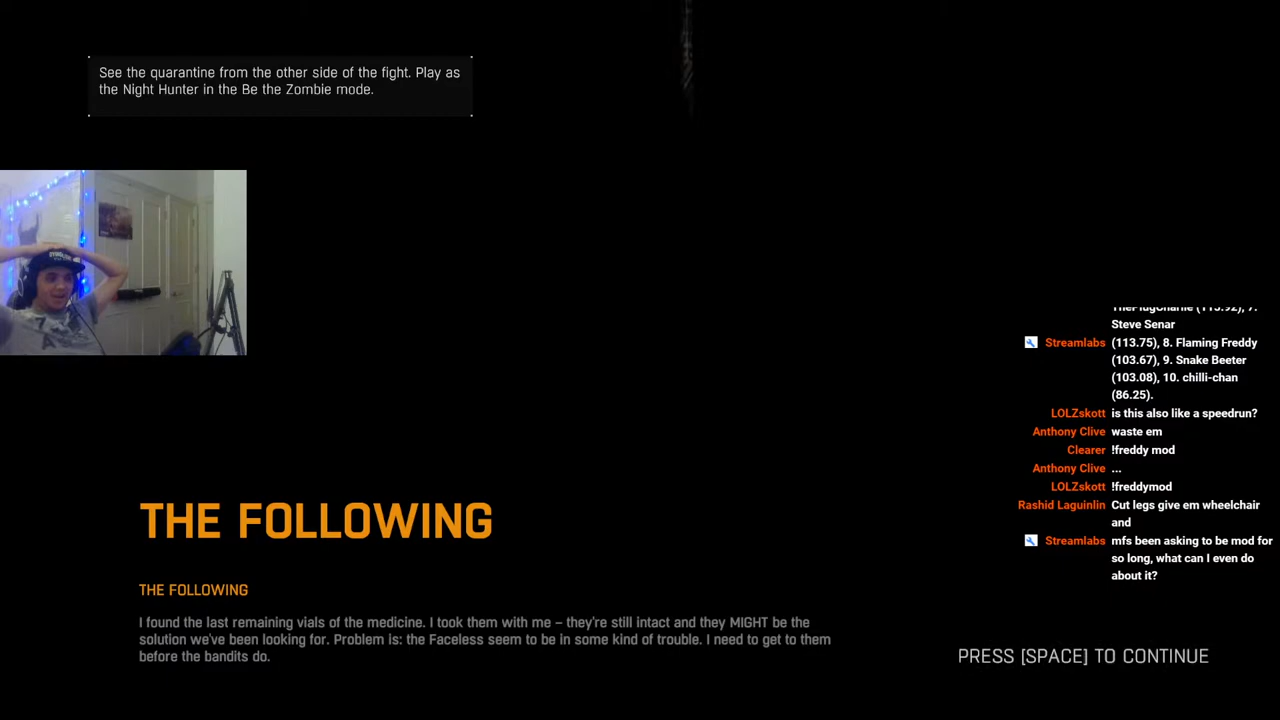 See the quarantine from the other side of the fight. Play as
the Night Hunter in the Be the Zombie mode.
Steve Senar
Streamlabs (113.75), 8. Flaming Freddy
(103.67), 9. Snake Beeter
(103.08), 10. chilli-chan
(86.25).
LOLZskott is this also like a speedrun?
Anthony Clive waste em
Clearer !freddy mod
Anthony Clive ...
LOLZskott !freddymod
Rashid Laguinlin Cut legs give em wheelchair
and
Streamlabs mfs been asking to be mod for
so long, what can I even do
about it?
THE FOLLOWING
THE FOLLOWING
I found the last remaining vials of the medicine. I took them with me – they're still intact and they MIGHT be the
solution we've been looking for. Problem is: the Faceless seem to be in some kind of trouble. I need to get to them
before the bandits do.
PRESS [SPACE] TO CONTINUE